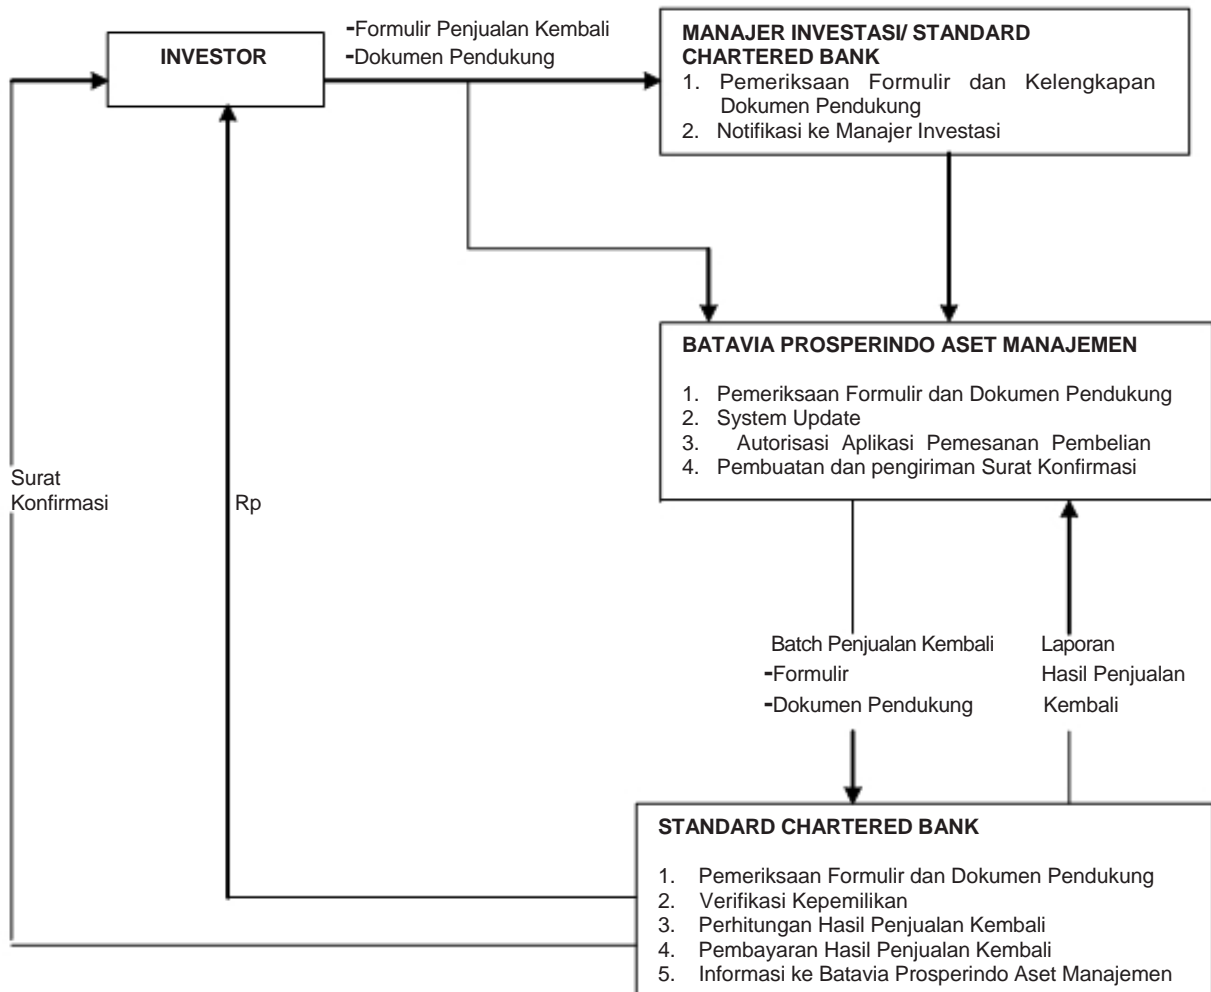 INVESTOR
-Formulir Penjualan Kembali
-Dokumen Pendukung
MANAJER INVESTASI/ STANDARD
CHARTERED BANK
1. Pemeriksaan Formulir dan Kelengkapan
Dokumen Pendukung
2. Notifikasi ke Manajer Investasi
BATAVIA PROSPERINDO ASET MANAJEMEN
1. Pemeriksaan Formulir dan Dokumen Pendukung
2. System Update
3. Autorisasi Aplikasi Pemesanan Pembelian
4. Pembuatan dan pengiriman Surat Konfirmasi
Surat
Konfirmasi
Rp
Batch Penjualan Kembali
-Formulir
-Dokumen Pendukung
Laporan
Hasil Penjualan
Kembali
STANDARD CHARTERED BANK
1. Pemeriksaan Formulir dan Dokumen Pendukung
2. Verifikasi Kepemilikan
3. Perhitungan Hasil Penjualan Kembali
4. Pembayaran Hasil Penjualan Kembali
5. Informasi ke Batavia Prosperindo Aset Manajemen